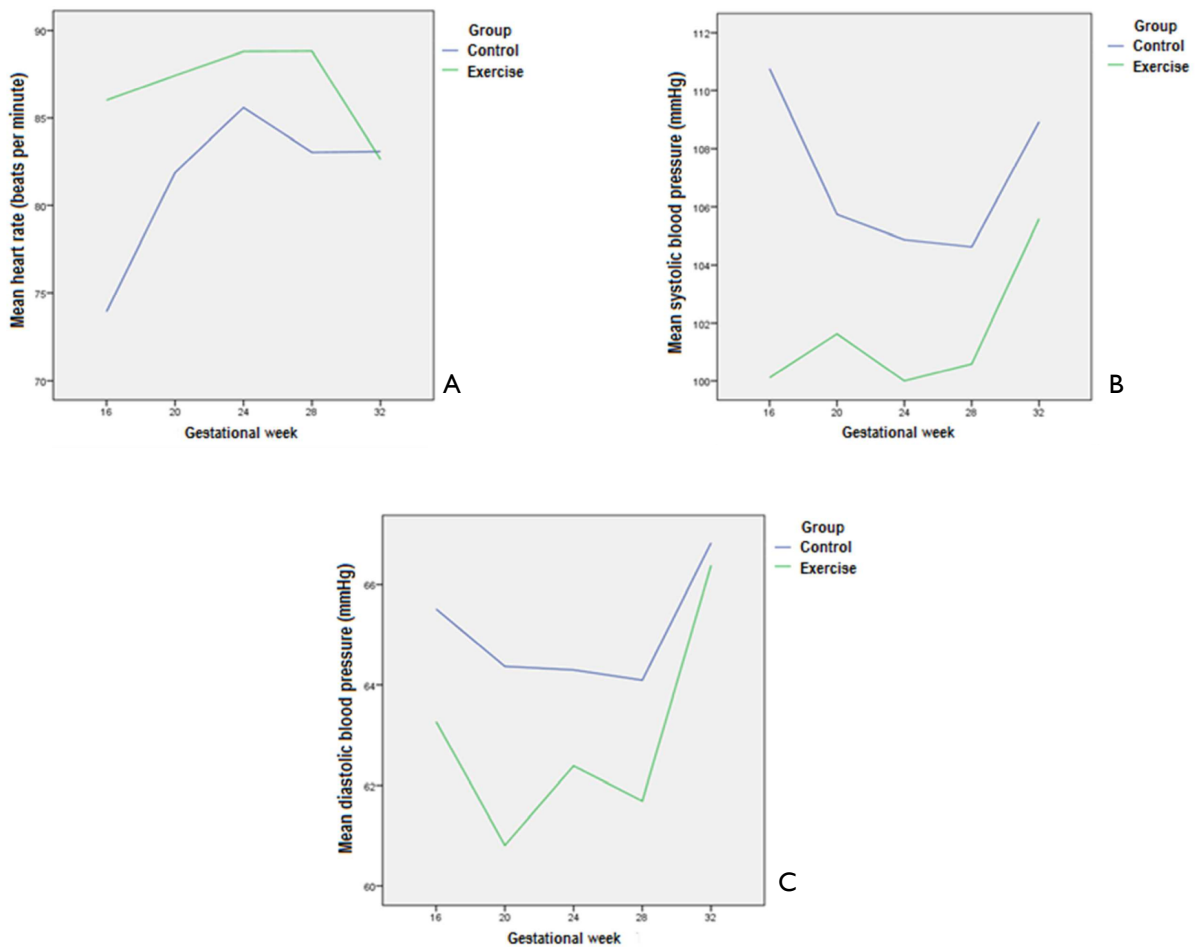 Mean heart rate (beats per minute)
90
85
80
75
70
16 20 24 28 32
Gestational week
Group
Control
Exercise
A
Mean systolic blood pressure (mmHg)
112
110
108
106
104
102
100
16 20 24 28 32
Gestational week
Group
Control
Exercise
B
Mean diastolic blood pressure (mmHg)
66
64
62
60
16 20 24 28 32
Gestational week
Group
Control
Exercise
C